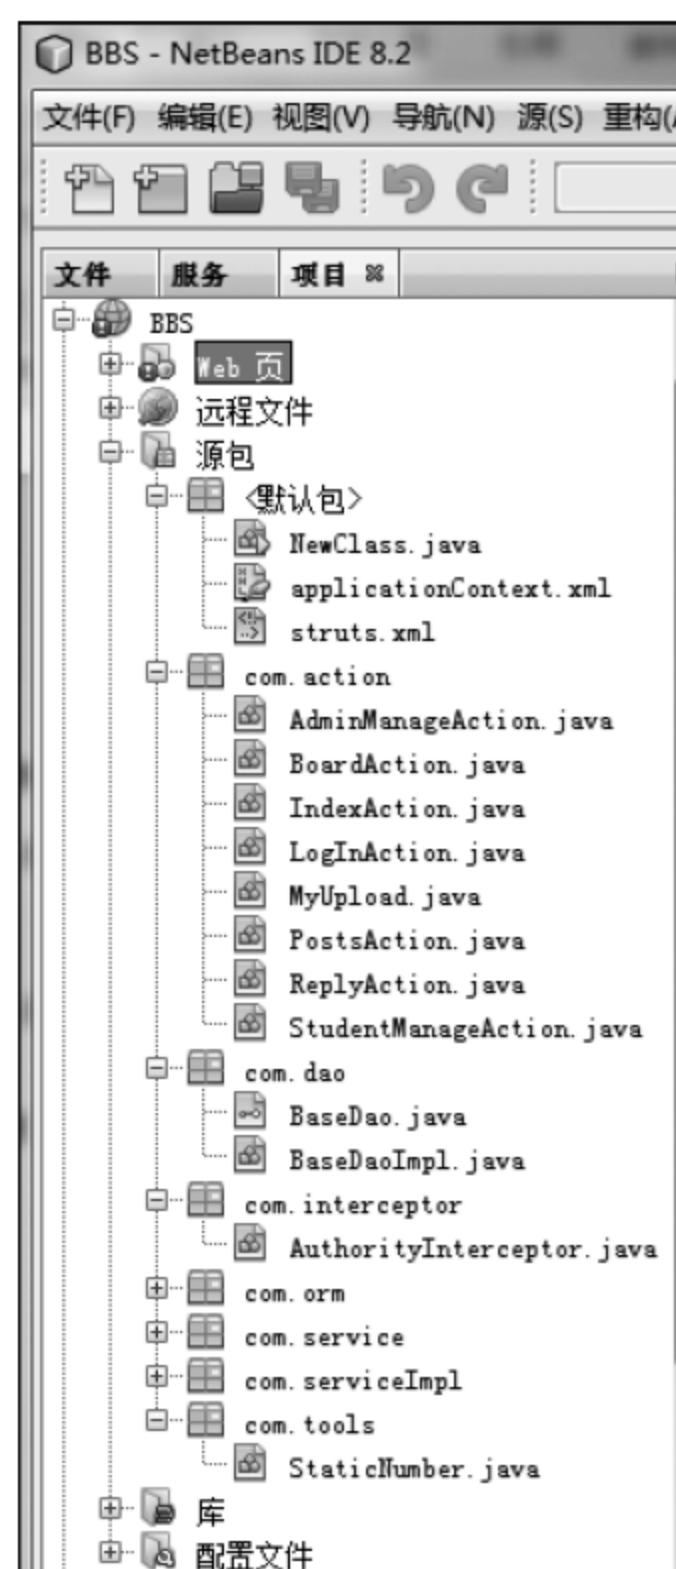 BBS - NetBeans IDE 8.2
文件(F) 编辑(E) 视图(V) 导航(N) 源(S) 重构(
文件 服务 项目
BBS
Web 页
远程文件
源包
<默认包>
NewClass.java
applicationContext.xml
struts.xml
com.action
AdminManageAction.java
BoardAction.java
IndexAction.java
LogInAction.java
MyUpload.java
PostsAction.java
ReplyAction.java
StudentManageAction.java
com.dao
BaseDao.java
BaseDaoImpl.java
com.interceptor
AuthorityInterceptor.java
com.orm
com.service
com.serviceImpl
com.tools
StaticNumber.java
库
配置文件